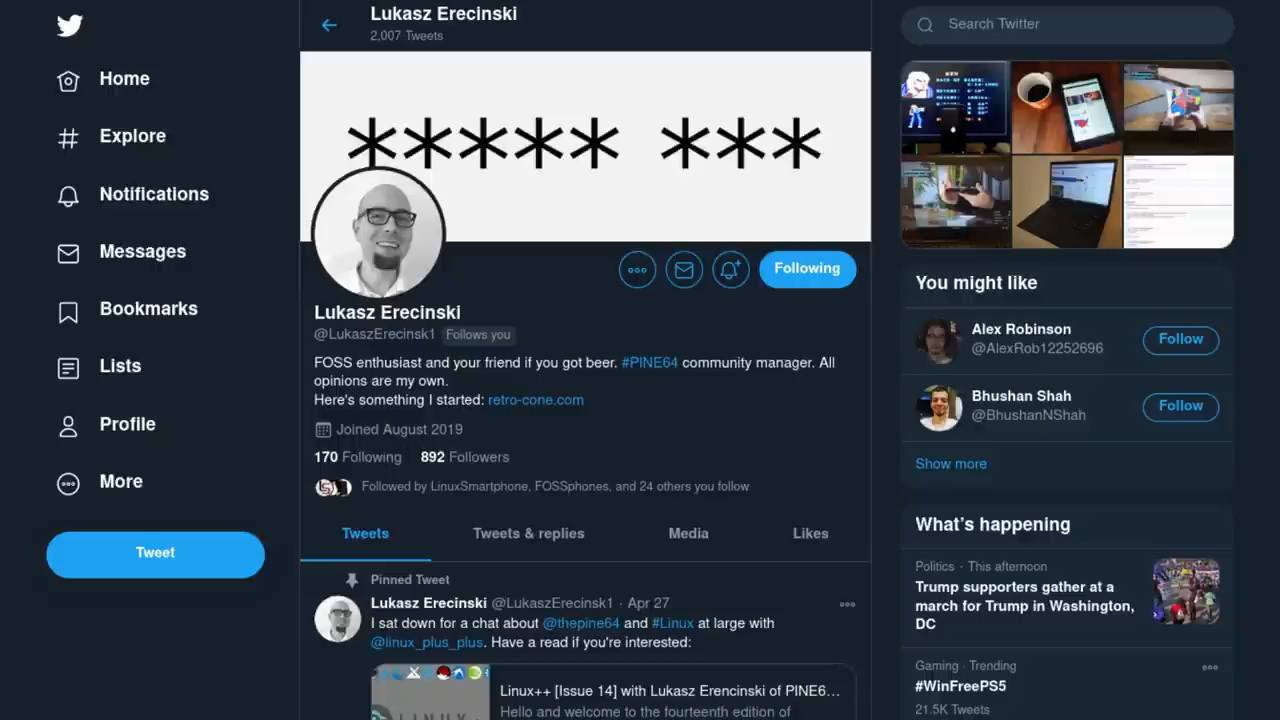 Home
Explore
Notifications
Messages
Bookmarks
Lists
Profile
More
Tweet
Lukasz Erecinski
2,007 Tweets
***** ***
Following
Lukasz Erecinski
@LukaszErecinsk1 Follows you
FOSS enthusiast and your friend if you got beer. #PINE64 community manager. All
opinions are my own.
Here's something I started: retro-cone.com
Joined August 2019
170 Following 892 Followers
Followed by LinuxSmartphone, FOSSphones, and 24 others you follow
Tweets Tweets & replies Media Likes
Pinned Tweet
Lukasz Erecinski @LukaszErecinsk1 · Apr 27
I sat down for a chat about @thepine64 and #Linux at large with
@linux_plus_plus. Have a read if you're interested:
Linux++ [Issue 14] with Lukasz Erencinski of PINE6...
Hello and welcome to the fourteenth edition of
Search Twitter
You might like
Alex Robinson
@AlexRob12252696
Follow
Bhushan Shah
@BhushanNShah
Follow
Show more
What's happening
Politics · This afternoon
Trump supporters gather at a
march for Trump in Washington,
DC
Gaming · Trending
#WinFreePS5
21.5K Tweets